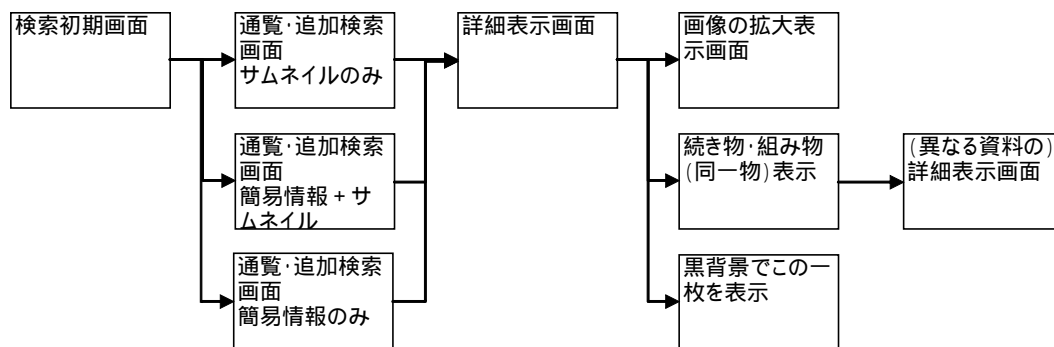 検索初期画面
通覧･追加検索
画面
サムネイルのみ
詳細表示画面
画像の拡大表
示画面
通覧･追加検索
画面
簡易情報 + サ
ムネイル
続き物･組み物
(同一物)表示
(異なる資料の)
詳細表示画面
通覧･追加検索
画面
簡易情報のみ
黒背景でこの一
枚を表示